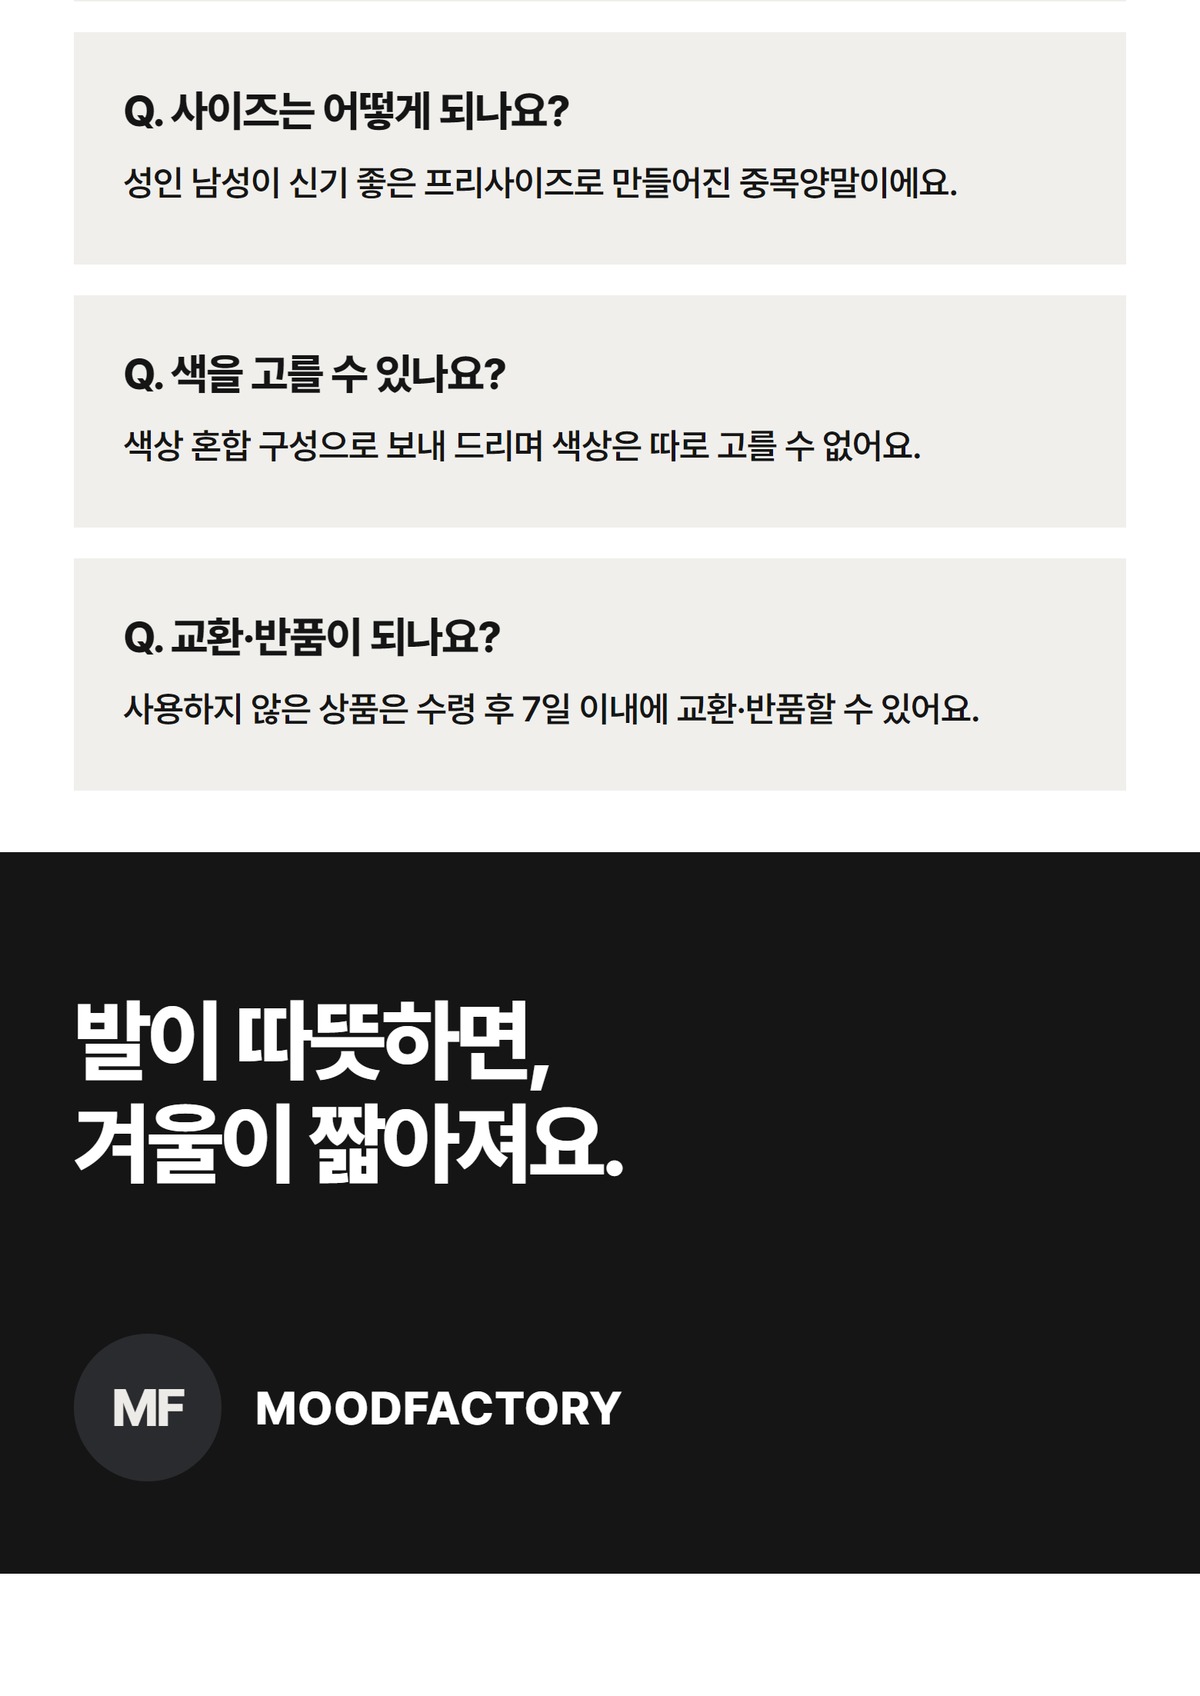 Q. 사이즈는 어떻게 되나요?
성인 남성이 신기 좋은 프리사이즈로 만들어진 중목양말이에요.
Q. 색을 고를 수 있나요?
색상 혼합 구성으로 보내 드리며 색상은 따로 고를 수 없어요.
Q. 교환·반품이 되나요?
사용하지 않은 상품은 수령 후 7일 이내에 교환·반품할 수 있어요.
발이 따뜻하면,
겨울이 짧아져요.
MF
MOODFACTORY